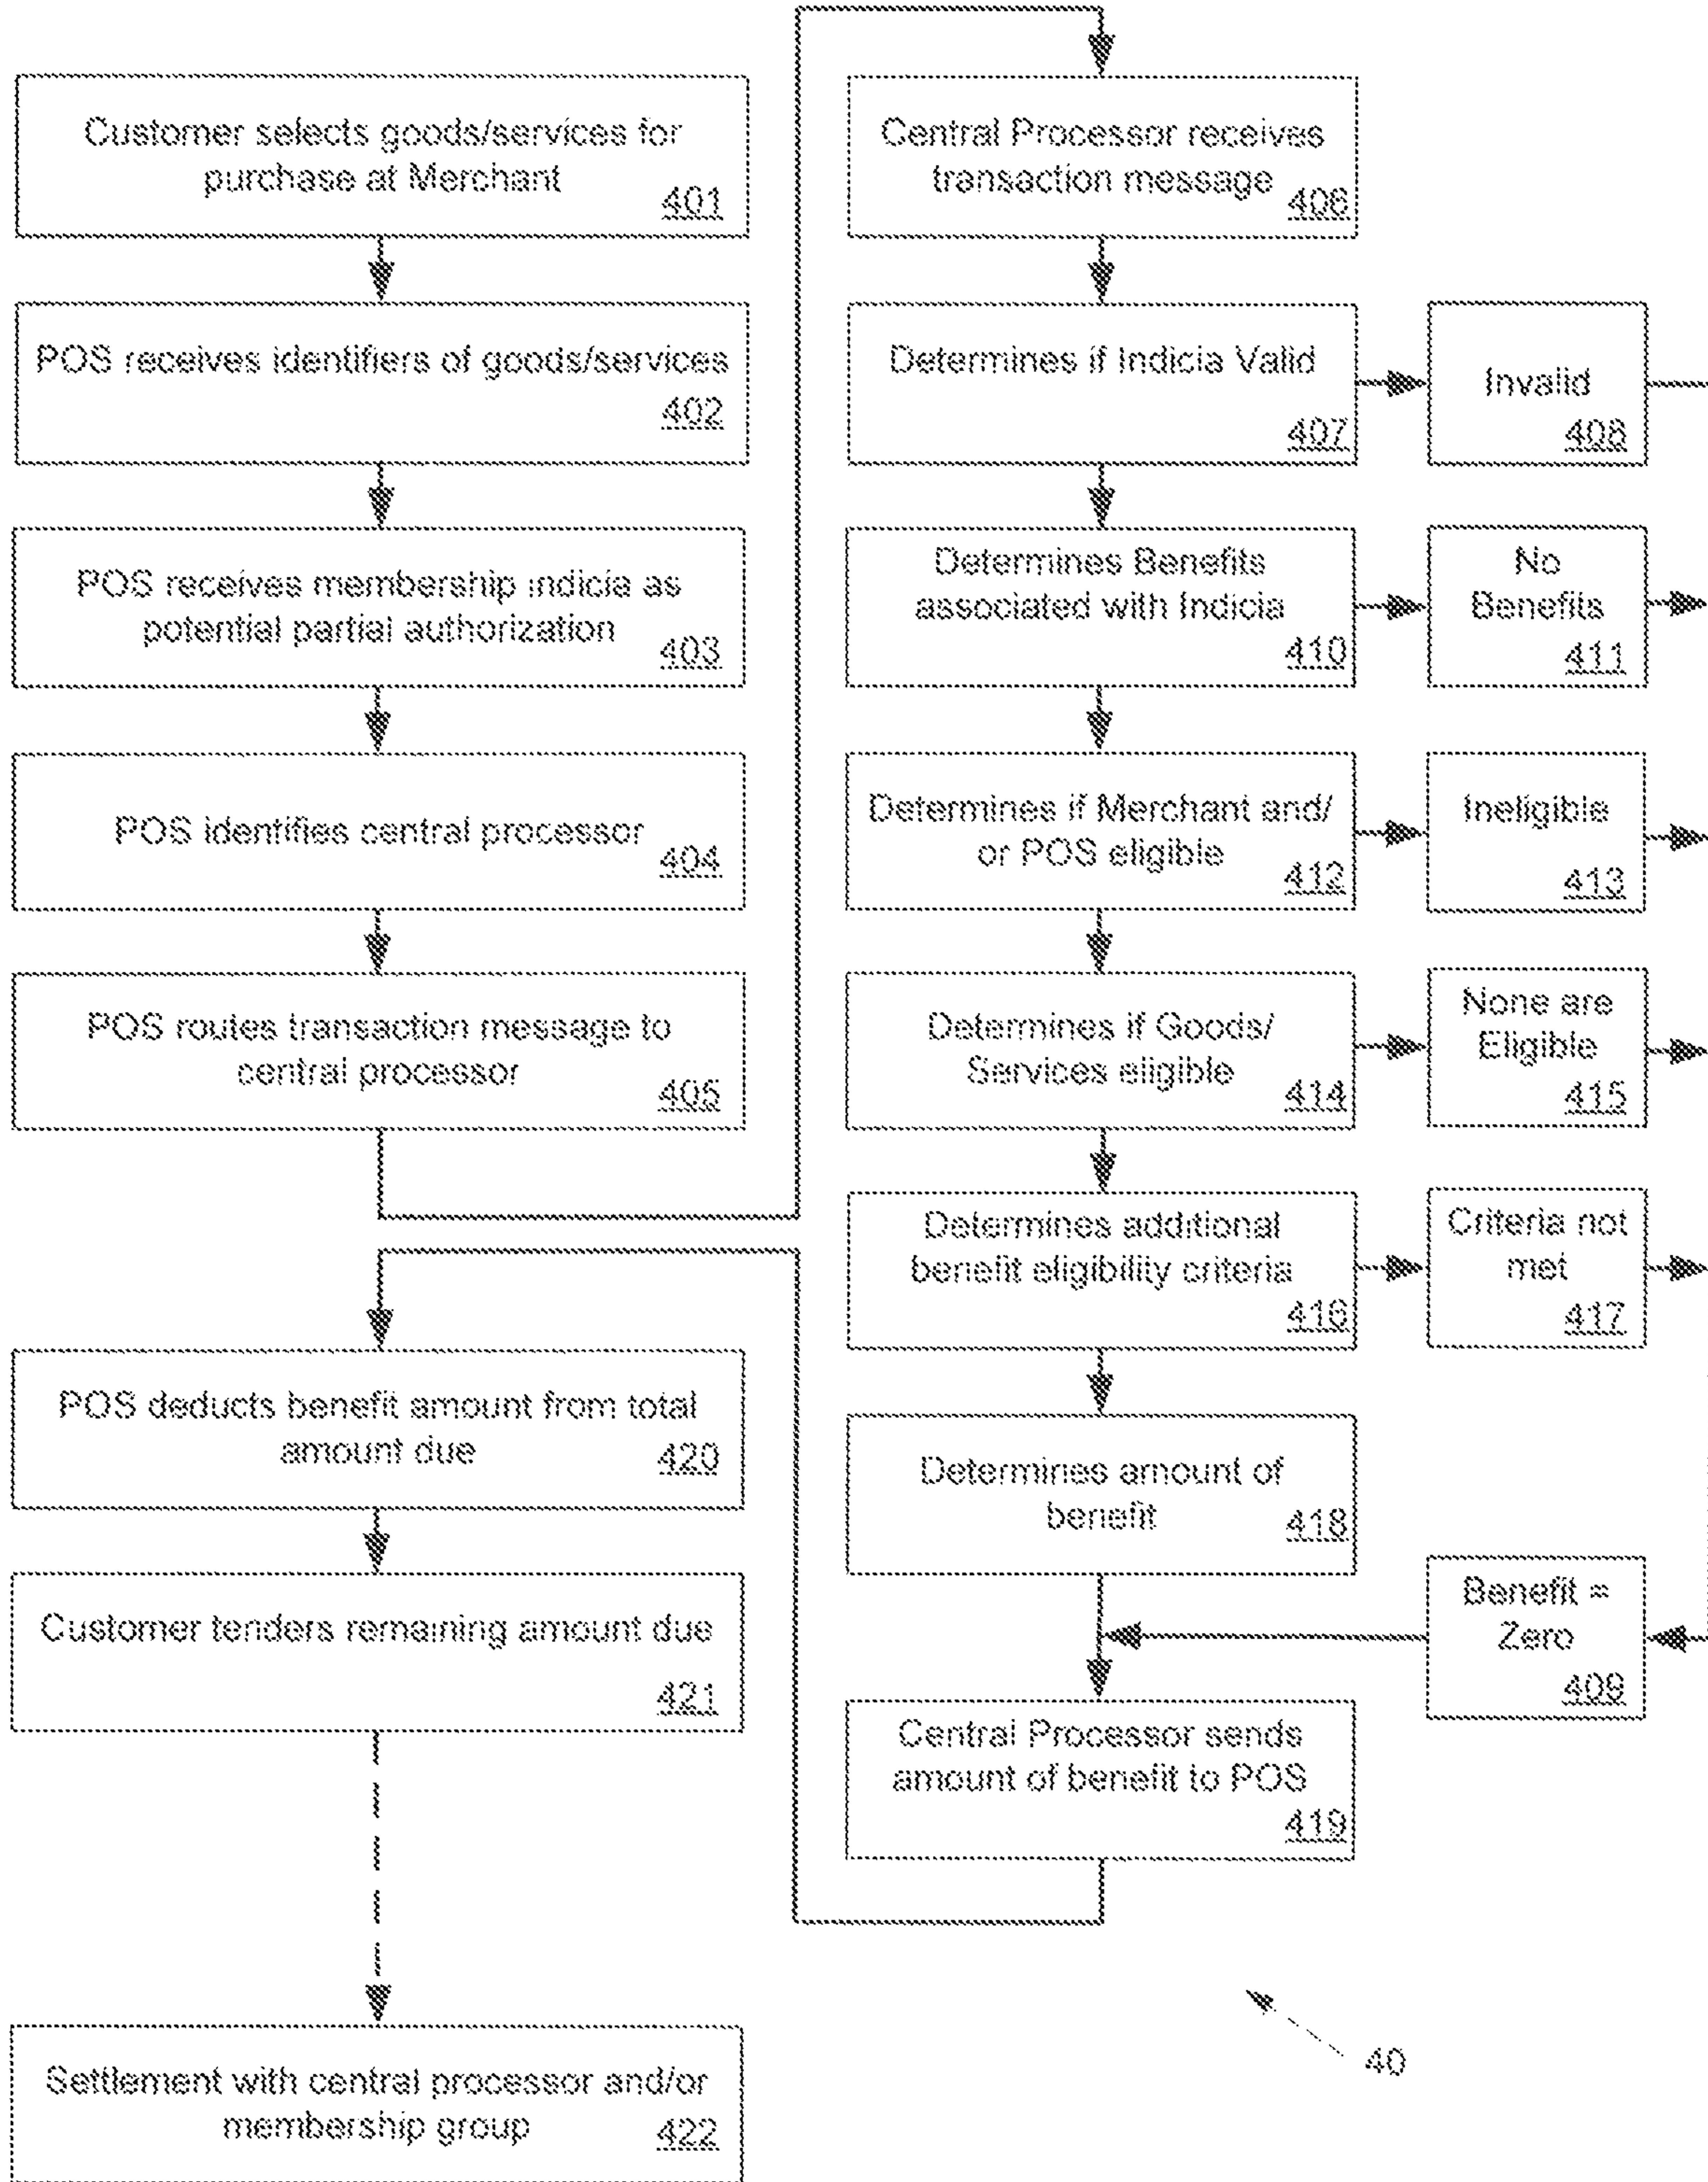 Customer selects goods/services for
purchase at Merchant
401
POS receives identifiers of goods/services
402
POS receives membership indicia as
potential partial authorization
403
POS identifies central processor
404
POS routes transaction message to
central processor
405
Central Processor receives
transaction message
406
Determines if Indicia Valid
407
Invalid
408
Determines Benefits
associated with Indicia
410
No
Benefits
411
Determines if Merchant and/
or POS eligible
412
Ineligible
413
Determines if Goods/
Services eligible
414
None are
Eligible
415
Determines additional
benefit eligibility criteria
416
Criteria not
met
417
Determines amount of
benefit
418
Benefit =
Zero
409
Central Processor sends
amount of benefit to POS
419
POS deducts benefit amount from total
amount due
420
Customer tenders remaining amount due
421
Settlement with central processor and/or
membership group
422
40